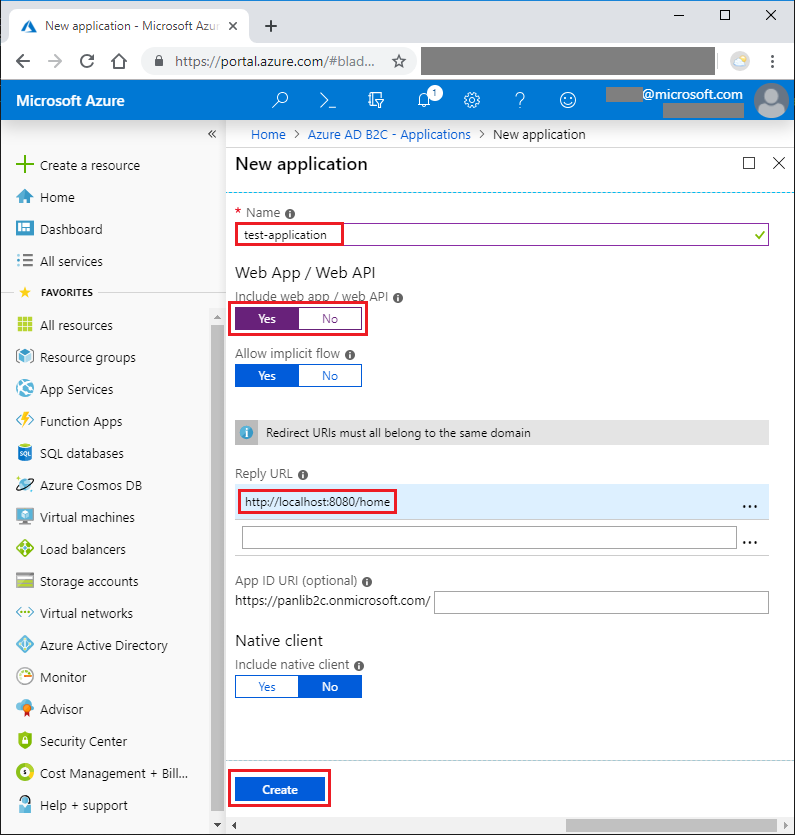 New application - Microsoft Azu
https://portal.azure.com/#blad...
Microsoft Azure
1
@microsoft.com
Home > Azure AD B2C - Applications > New application
New application
Create a resource
Home
Dashboard
All services
FAVORITES
All resources
Resource groups
App Services
Function Apps
SQL databases
Azure Cosmos DB
Virtual machines
Load balancers
Storage accounts
Virtual networks
Azure Active Directory
Monitor
Advisor
Security Center
Cost Management + Bill...
Help + support
* Name
test-application
Web App / Web API
Include web app / web API
Yes No
Allow implicit flow
Yes No
Redirect URIs must all belong to the same domain
Reply URL
http://localhost:8080/home
...
...
App ID URI (optional)
https://panlib2c.onmicrosoft.com/
Native client
Include native client
Yes No
Create